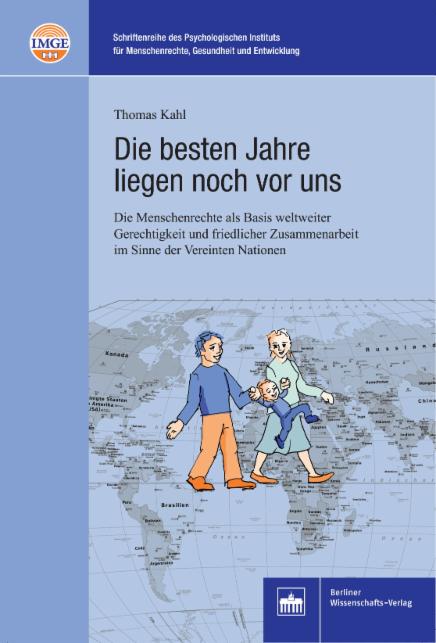 IMGE
Schriftenreihe des Psychologischen Instituts
für Menschenrechte, Gesundheit und Entwicklung
Thomas Kahl
Die besten Jahre
liegen noch vor uns
Die Menschenrechte als Basis weltweiter
Gerechtigkeit und friedlicher Zusammenarbeit
im Sinne der Vereinten Nationen
Kanada
Russland
Brasilien
Berliner
Wissenschafts-Verlag